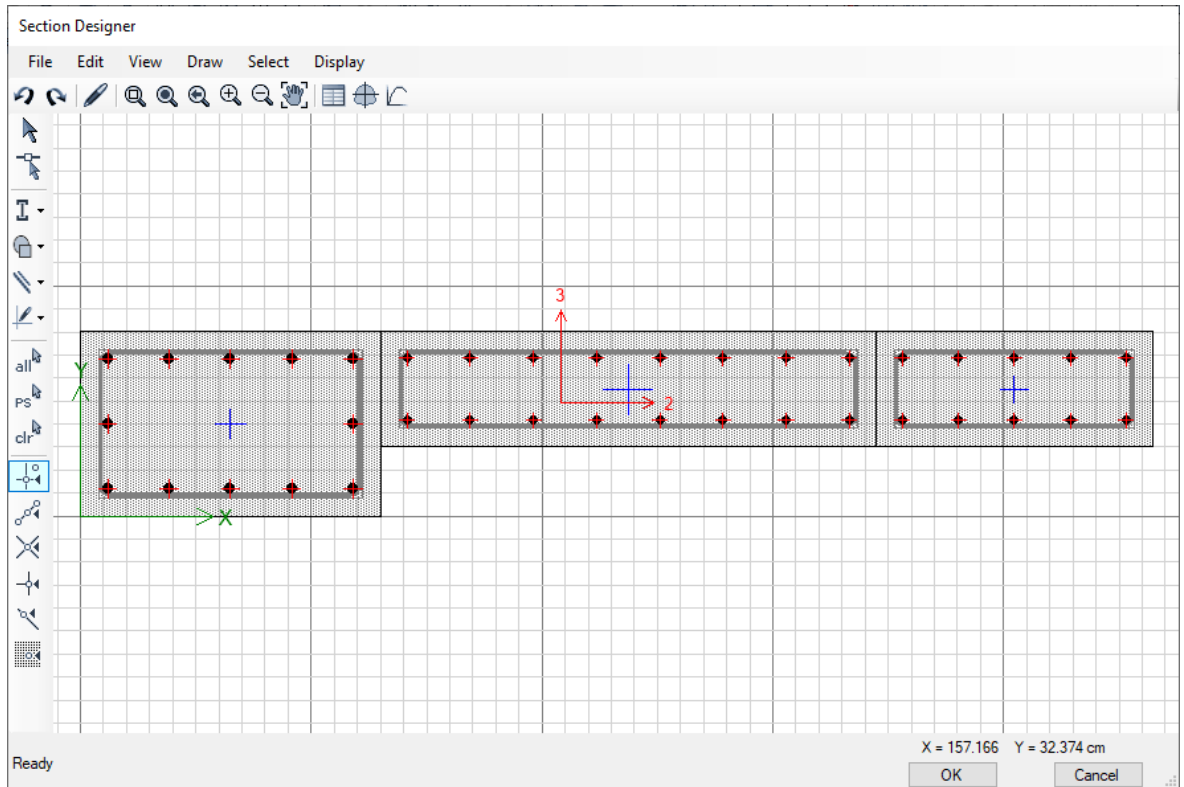 Section Designer
File Edit View Draw Select Display
I
all
ps
clr
3
2
Y
X
X = 157.166 Y = 32.374 cm
Ready
OK Cancel